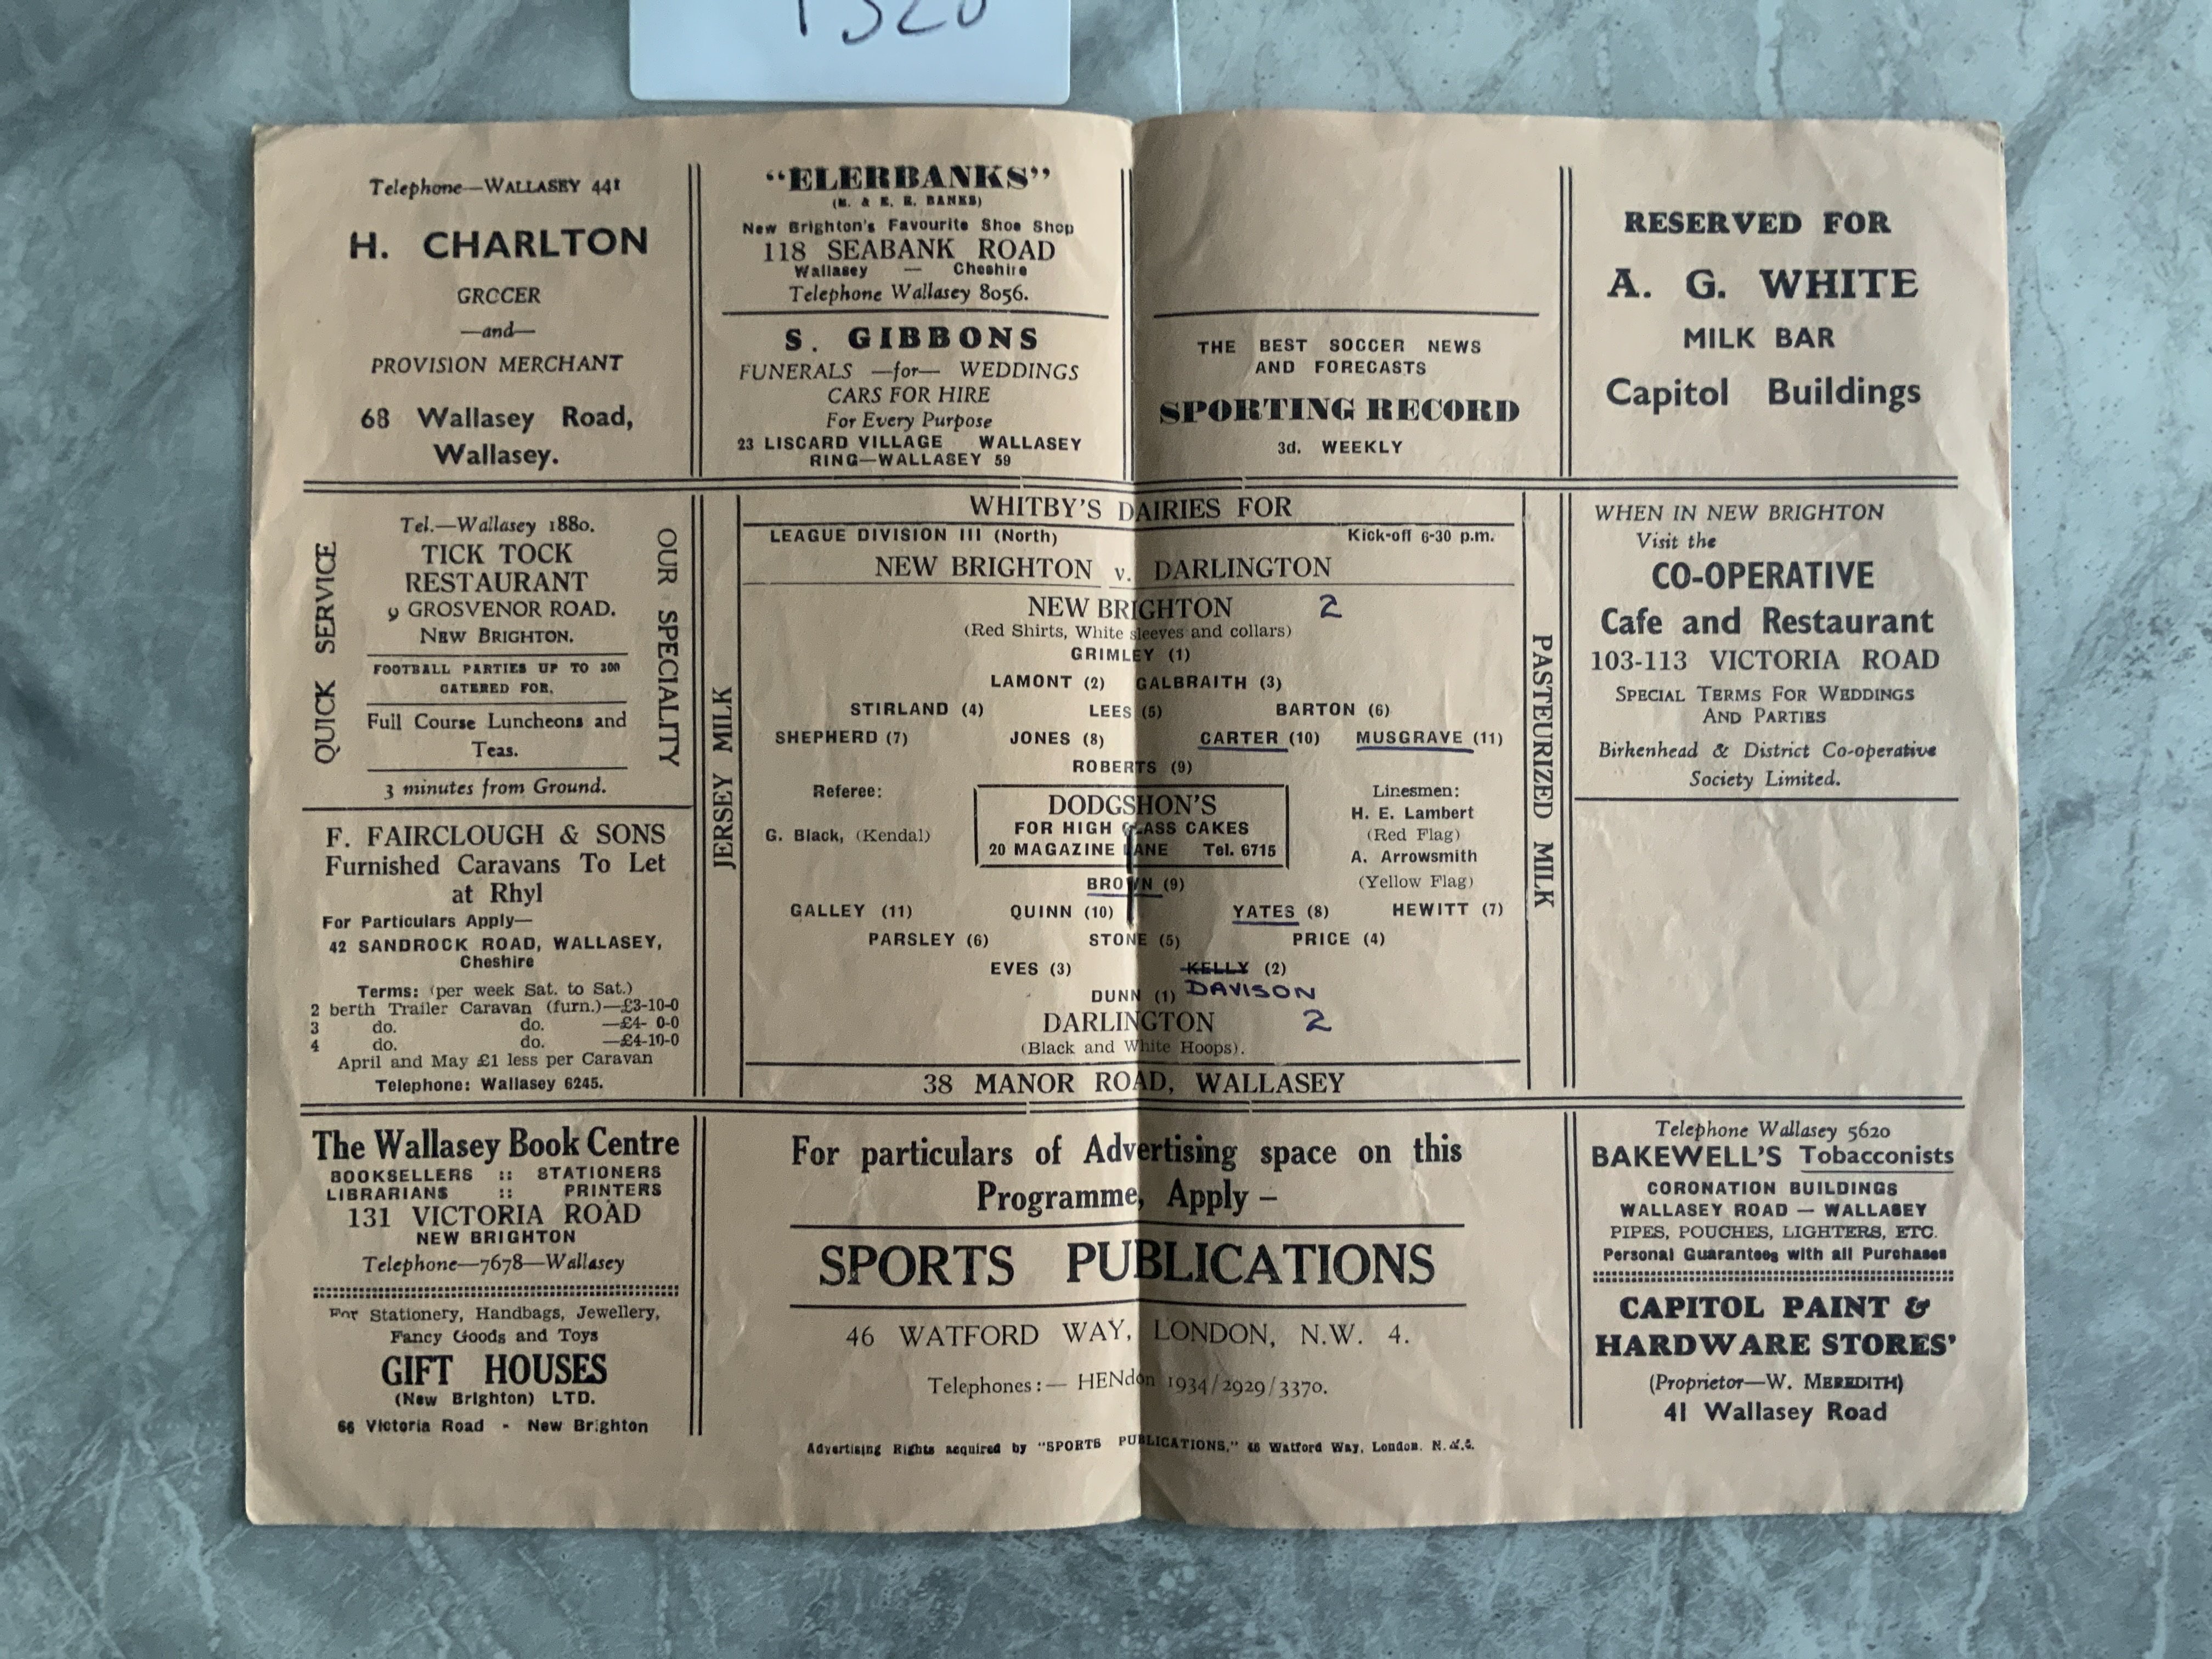 Telephone—WALLASEY 441
H. CHARLTON
GROCER
—and—
PROVISION MERCHANT
68 Wallasey Road,
Wallasey.
"ELERBANKS"
(M. & E. R. BANKS)
New Brighton's Favourite Shoe Shop
118 SEABANK ROAD
Wallasey — Cheshire
Telephone Wallasey 8056.
S. GIBBONS
FUNERALS —for— WEDDINGS
CARS FOR HIRE
For Every Purpose
23 LISCARD VILLAGE WALLASEY
RING—WALLASEY 59
THE BEST SOCCER NEWS
AND FORECASTS
SPORTING RECORD
3d. WEEKLY
RESERVED FOR
A. G. WHITE
MILK BAR
Capitol Buildings
QUICK SERVICE
Tel.—Wallasey 1880.
TICK TOCK
RESTAURANT
9 GROSVENOR ROAD.
NEW BRIGHTON.
FOOTBALL PARTIES UP TO 300
CATERED FOR.
Full Course Luncheons and
Teas.
3 minutes from Ground.
OUR SPECIALITY
F. FAIRCLOUGH & SONS
Furnished Caravans To Let
at Rhyl
For Particulars Apply—
42 SANDROCK ROAD, WALLASEY,
Cheshire
Terms: (per week Sat. to Sat.)
2 berth Trailer Caravan (furn.)—£3-10-0
3 do. do. —£4- 0-0
4 do. do. —£4-10-0
April and May £1 less per Caravan
Telephone: Wallasey 6245.
JERSEY MILK
WHITBY'S DAIRIES FOR
LEAGUE DIVISION III (North) Kick-off 6-30 p.m.
NEW BRIGHTON v. DARLINGTON
NEW BRIGHTON 2
(Red Shirts, White sleeves and collars)
GRIMLEY (1)
LAMONT (2) GALBRAITH (3)
STIRLAND (4) LEES (5) BARTON (6)
SHEPHERD (7) JONES (8) CARTER (10) MUSGRAVE (11)
ROBERTS (9)
Referee:
G. Black, (Kendal)
DODGSHON'S
FOR HIGH CLASS CAKES
20 MAGAZINE LANE Tel. 6715
Linesmen:
H. E. Lambert
(Red Flag)
A. Arrowsmith
(Yellow Flag)
BROWN (9)
GALLEY (11) QUINN (10) YATES (8) HEWITT (7)
PARSLEY (6) STONE (5) PRICE (4)
EVES (3) KELLY (2)
DUNN (1) DAVISON
DARLINGTON 2
(Black and White Hoops).
38 MANOR ROAD, WALLASEY
PASTEURIZED MILK
WHEN IN NEW BRIGHTON
Visit the
CO-OPERATIVE
Cafe and Restaurant
103-113 VICTORIA ROAD
SPECIAL TERMS FOR WEDDINGS
AND PARTIES
Birkenhead & District Co-operative
Society Limited.
The Wallasey Book Centre
BOOKSELLERS :: STATIONERS
LIBRARIANS :: PRINTERS
131 VICTORIA ROAD
NEW BRIGHTON
Telephone—7678—Wallasey
For Stationery, Handbags, Jewellery,
Fancy Goods and Toys
GIFT HOUSES
(New Brighton) LTD.
66 Victoria Road - New Brighton
For particulars of Advertising space on this
Programme, Apply -
SPORTS PUBLICATIONS
46 WATFORD WAY, LONDON, N.W. 4.
Telephones:— HENdon 1934/2929/3370.
Advertising Rights acquired by "SPORTS PUBLICATIONS," 46 Watford Way, London. N.W.4.
Telephone Wallasey 5620
BAKEWELL'S Tobacconists
CORONATION BUILDINGS
WALLASEY ROAD — WALLASEY
PIPES, POUCHES, LIGHTERS, ETC.
Personal Guarantees with all Purchases
CAPITOL PAINT &
HARDWARE STORES'
(Proprietor—W. MEREDITH)
41 Wallasey Road